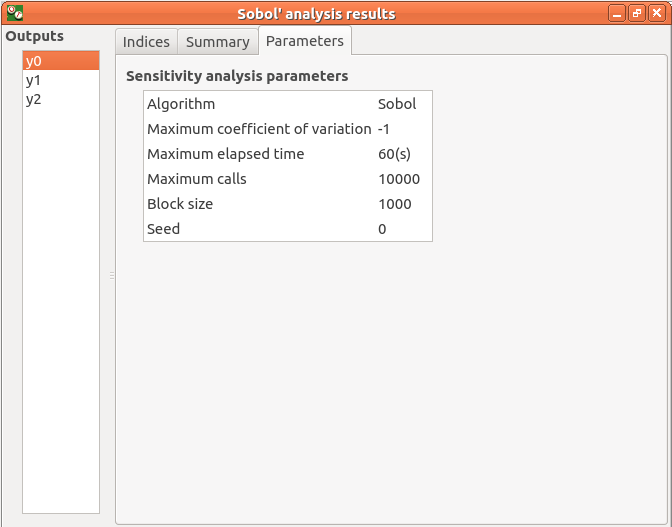 Sobol' analysis results
Outputs
y0
y1
y2
Indices Summary Parameters
Sensitivity analysis parameters
Algorithm Sobol
Maximum coefficient of variation -1
Maximum elapsed time 60(s)
Maximum calls 10000
Block size 1000
Seed 0